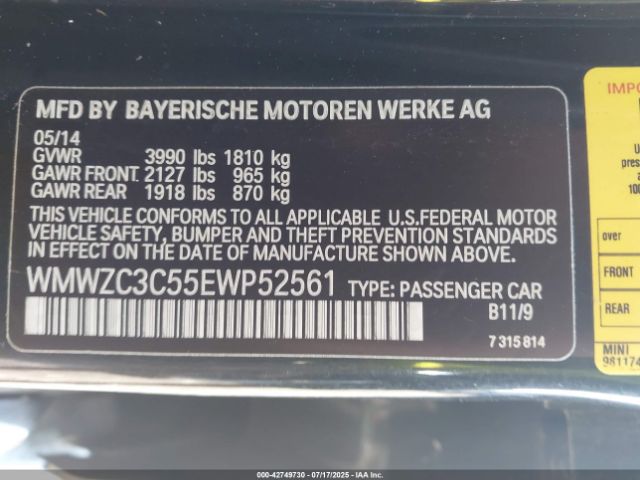 MFD BY BAYERISCHE MOTOREN WERKE AG
05/14
GVWR 3990 lbs 1810 kg
GAWR FRONT 2127 lbs 965 kg
GAWR REAR 1918 lbs 870 kg
THIS VEHICLE CONFORMS TO ALL APPLICABLE U.S.FEDERAL MOTOR
VEHICLE SAFETY, BUMPER AND THEFT PREVENTION STANDARDS
IN EFFECT ON THE DATE OF MANUFACTURE SHOWN ABOVE.
WMWZC3C55EWP52561 TYPE: PASSENGER CAR
B11/9
7 315 814
over
FRONT
REAR
MINI
000-42749730 - 07/17/2025 - IAA Inc.